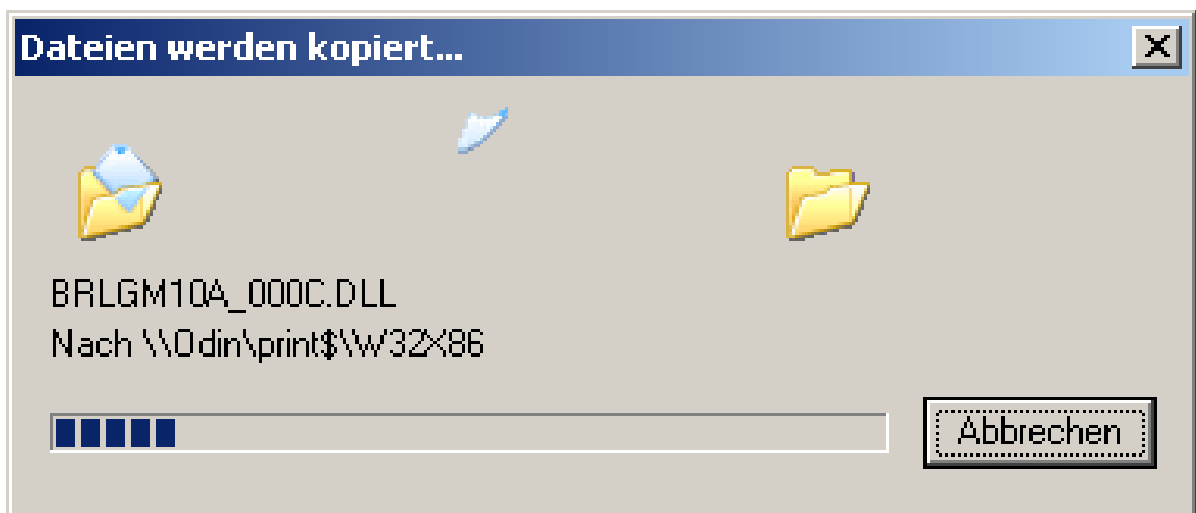 Dateien werden kopiert...
BRLGM10A_000C.DLL
Nach \\Odin\print$\W32X86
Abbrechen